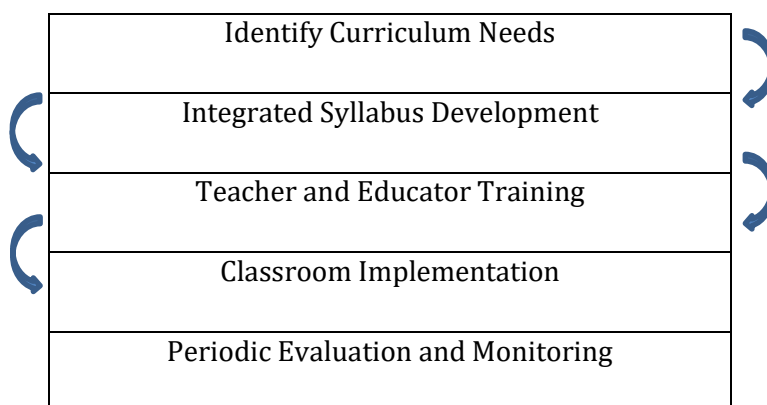 Identify Curriculum Needs
Integrated Syllabus Development
Teacher and Educator Training
Classroom Implementation
Periodic Evaluation and Monitoring